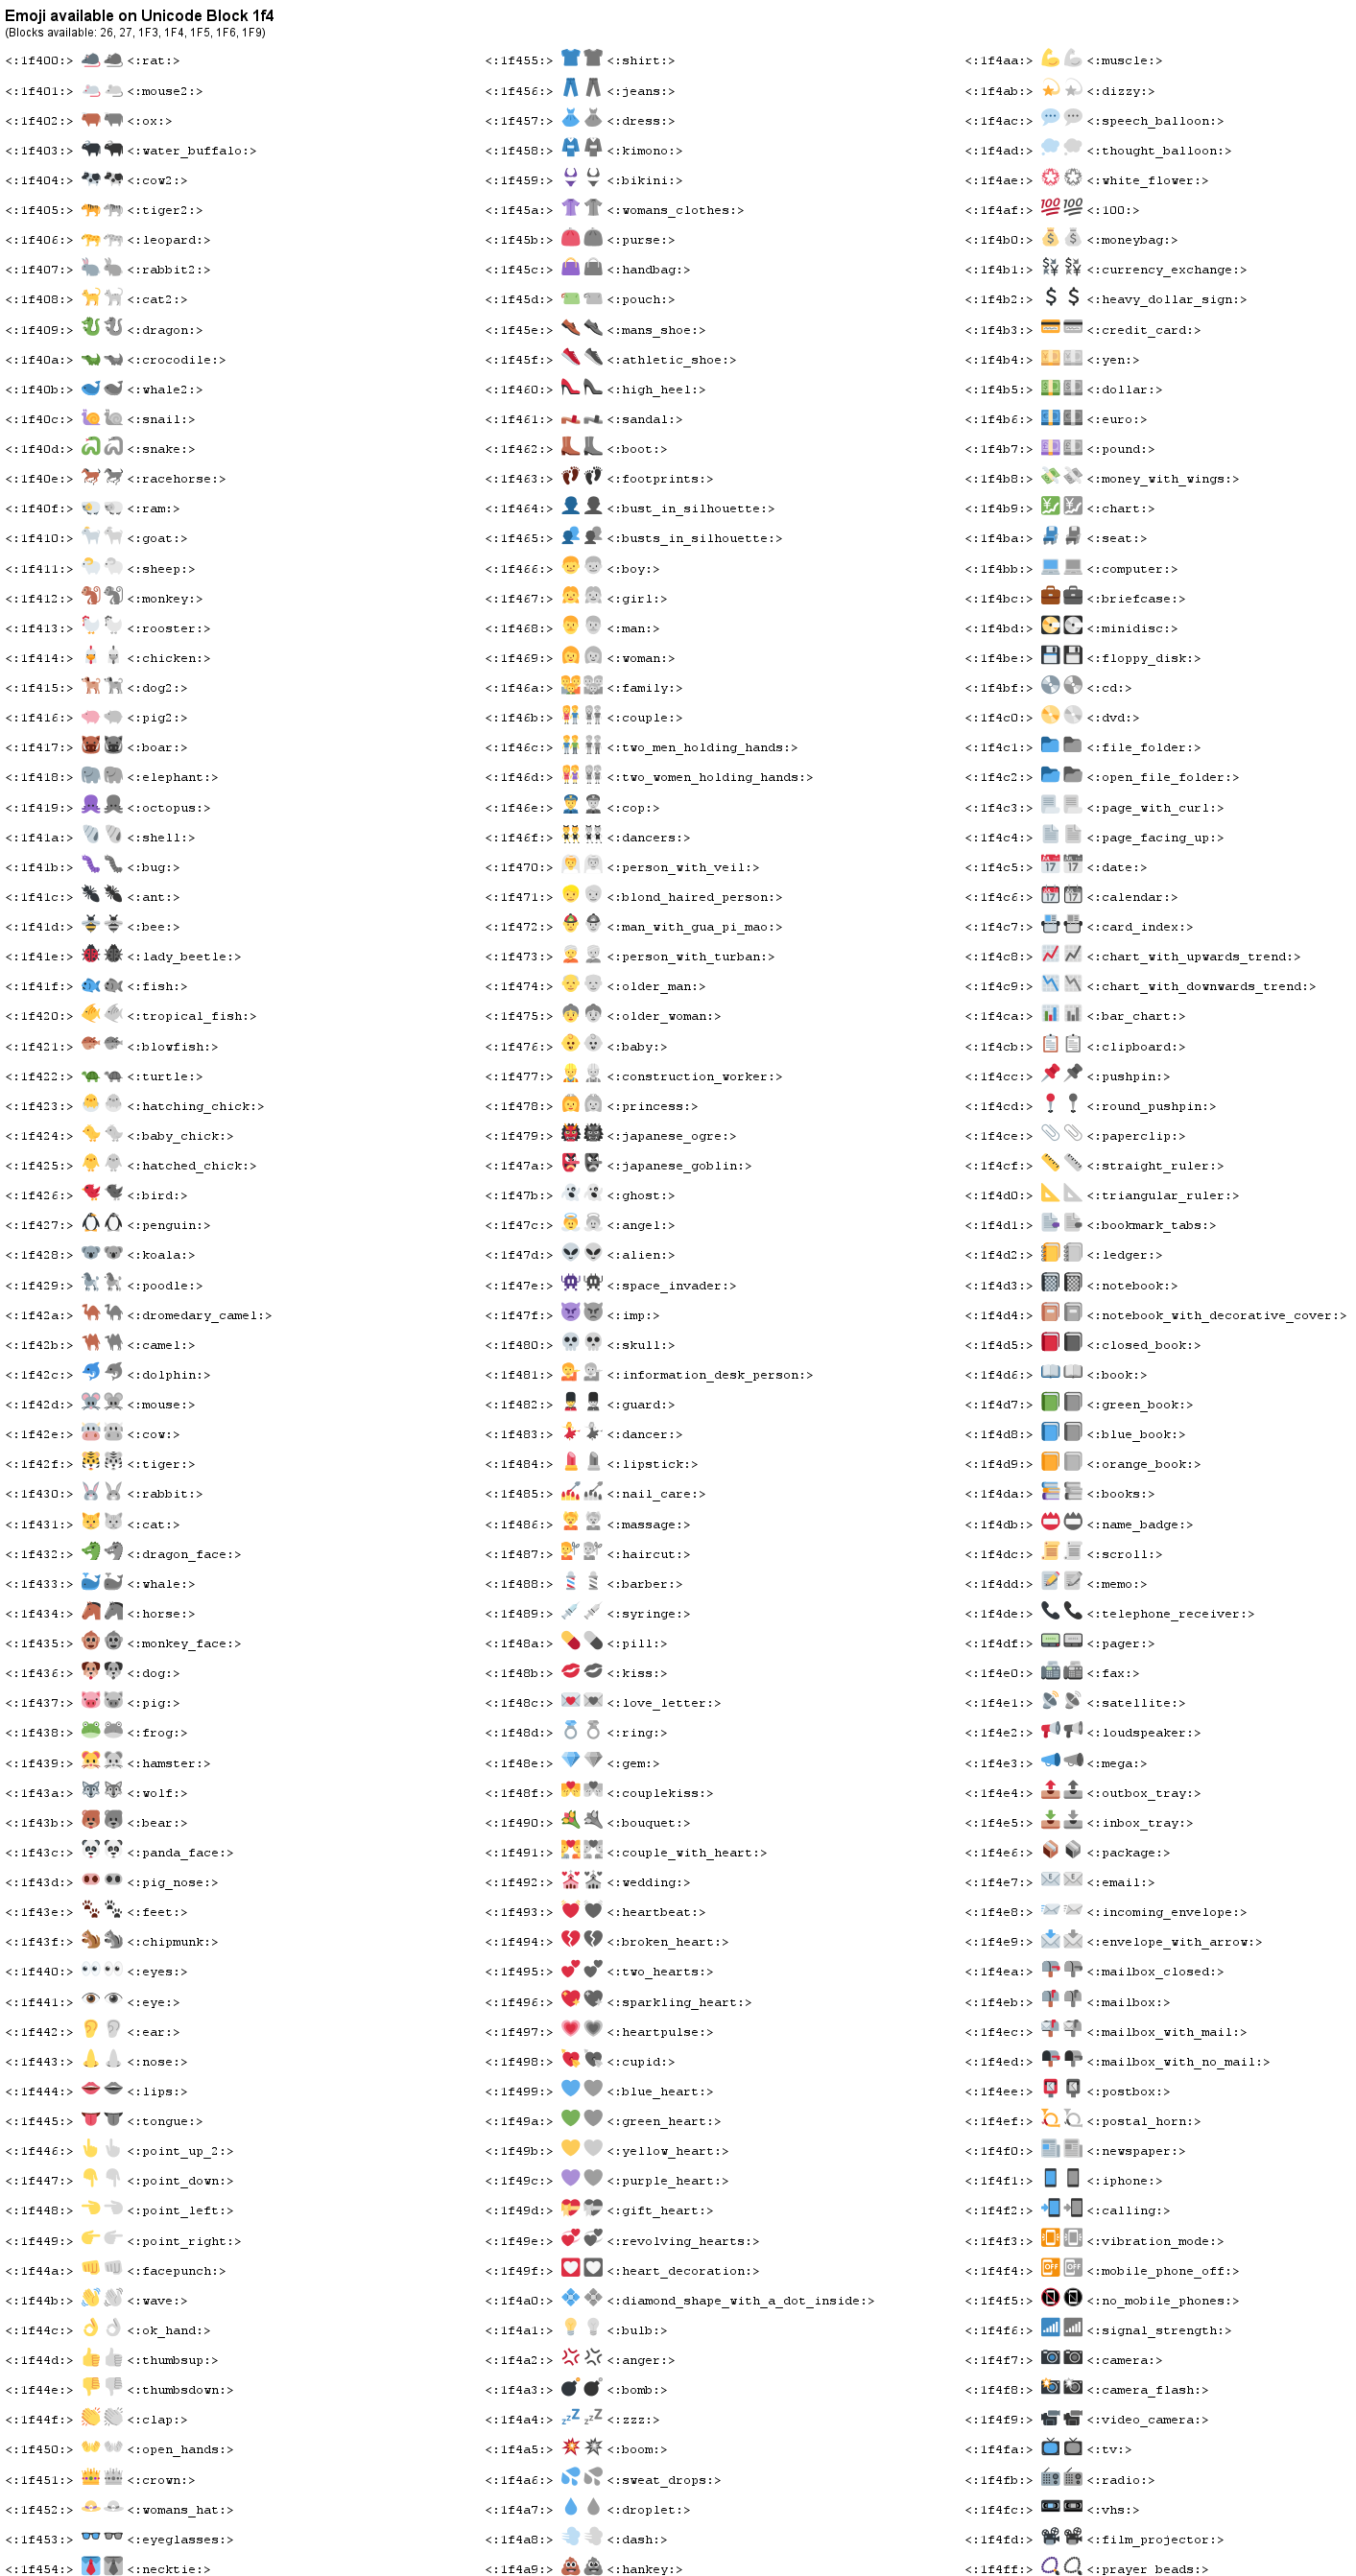 Emoji available on Unicode Block 1f4
(Blocks available: 26, 27, 1F3, 1F4, 1F5, 1F6, 1F9)
<:1f400:> <:rat:>
<:1f401:> <:mouse2:>
<:1f402:> <:ox:>
<:1f403:> <:water_buffalo:>
<:1f404:> <:cow2:>
<:1f405:> <:tiger2:>
<:1f406:> <:leopard:>
<:1f407:> <:rabbit2:>
<:1f408:> <:cat2:>
<:1f409:> <:dragon:>
<:1f40a:> <:crocodile:>
<:1f40b:> <:whale2:>
<:1f40c:> <:snail:>
<:1f40d:> <:snake:>
<:1f40e:> <:racehorse:>
<:1f40f:> <:ram:>
<:1f410:> <:goat:>
<:1f411:> <:sheep:>
<:1f412:> <:monkey:>
<:1f413:> <:rooster:>
<:1f414:> <:chicken:>
<:1f415:> <:dog2:>
<:1f416:> <:pig2:>
<:1f417:> <:boar:>
<:1f418:> <:elephant:>
<:1f419:> <:octopus:>
<:1f41a:> <:shell:>
<:1f41b:> <:bug:>
<:1f41c:> <:ant:>
<:1f41d:> <:bee:>
<:1f41e:> <:lady_beetle:>
<:1f41f:> <:fish:>
<:1f420:> <:tropical_fish:>
<:1f421:> <:blowfish:>
<:1f422:> <:turtle:>
<:1f423:> <:hatching_chick:>
<:1f424:> <:baby_chick:>
<:1f425:> <:hatched_chick:>
<:1f426:> <:bird:>
<:1f427:> <:penguin:>
<:1f428:> <:koala:>
<:1f429:> <:poodle:>
<:1f42a:> <:dromedary_camel:>
<:1f42b:> <:camel:>
<:1f42c:> <:dolphin:>
<:1f42d:> <:mouse:>
<:1f42e:> <:cow:>
<:1f42f:> <:tiger:>
<:1f430:> <:rabbit:>
<:1f431:> <:cat:>
<:1f432:> <:dragon_face:>
<:1f433:> <:whale:>
<:1f434:> <:horse:>
<:1f435:> <:monkey_face:>
<:1f436:> <:dog:>
<:1f437:> <:pig:>
<:1f438:> <:frog:>
<:1f439:> <:hamster:>
<:1f43a:> <:wolf:>
<:1f43b:> <:bear:>
<:1f43c:> <:panda_face:>
<:1f43d:> <:pig_nose:>
<:1f43e:> <:feet:>
<:1f43f:> <:chipmunk:>
<:1f440:> <:eyes:>
<:1f441:> <:eye:>
<:1f442:> <:ear:>
<:1f443:> <:nose:>
<:1f444:> <:lips:>
<:1f445:> <:tongue:>
<:1f446:> <:point_up_2:>
<:1f447:> <:point_down:>
<:1f448:> <:point_left:>
<:1f449:> <:point_right:>
<:1f44a:> <:facepunch:>
<:1f44b:> <:wave:>
<:1f44c:> <:ok_hand:>
<:1f44d:> <:thumbsup:>
<:1f44e:> <:thumbsdown:>
<:1f44f:> <:clap:>
<:1f450:> <:open_hands:>
<:1f451:> <:crown:>
<:1f452:> <:womans_hat:>
<:1f453:> <:eyeglasses:>
<:1f454:> <:necktie:>
<:1f455:> <:shirt:>
<:1f456:> <:jeans:>
<:1f457:> <:dress:>
<:1f458:> <:kimono:>
<:1f459:> <:bikini:>
<:1f45a:> <:womans_clothes:>
<:1f45b:> <:purse:>
<:1f45c:> <:handbag:>
<:1f45d:> <:pouch:>
<:1f45e:> <:mans_shoe:>
<:1f45f:> <:athletic_shoe:>
<:1f460:> <:high_heel:>
<:1f461:> <:sandal:>
<:1f462:> <:boot:>
<:1f463:> <:footprints:>
<:1f464:> <:bust_in_silhouette:>
<:1f465:> <:busts_in_silhouette:>
<:1f466:> <:boy:>
<:1f467:> <:girl:>
<:1f468:> <:man:>
<:1f469:> <:woman:>
<:1f46a:> <:family:>
<:1f46b:> <:couple:>
<:1f46c:> <:two_men_holding_hands:>
<:1f46d:> <:two_women_holding_hands:>
<:1f46e:> <:cop:>
<:1f46f:> <:dancers:>
<:1f470:> <:person_with_veil:>
<:1f471:> <:blond_haired_person:>
<:1f472:> <:man_with_gua_pi_mao:>
<:1f473:> <:person_with_turban:>
<:1f474:> <:older_man:>
<:1f475:> <:older_woman:>
<:1f476:> <:baby:>
<:1f477:> <:construction_worker:>
<:1f478:> <:princess:>
<:1f479:> <:japanese_ogre:>
<:1f47a:> <:japanese_goblin:>
<:1f47b:> <:ghost:>
<:1f47c:> <:angel:>
<:1f47d:> <:alien:>
<:1f47e:> <:space_invader:>
<:1f47f:> <:imp:>
<:1f480:> <:skull:>
<:1f481:> <:information_desk_person:>
<:1f482:> <:guard:>
<:1f483:> <:dancer:>
<:1f484:> <:lipstick:>
<:1f485:> <:nail_care:>
<:1f486:> <:massage:>
<:1f487:> <:haircut:>
<:1f488:> <:barber:>
<:1f489:> <:syringe:>
<:1f48a:> <:pill:>
<:1f48b:> <:kiss:>
<:1f48c:> <:love_letter:>
<:1f48d:> <:ring:>
<:1f48e:> <:gem:>
<:1f48f:> <:couplekiss:>
<:1f490:> <:bouquet:>
<:1f491:> <:couple_with_heart:>
<:1f492:> <:wedding:>
<:1f493:> <:heartbeat:>
<:1f494:> <:broken_heart:>
<:1f495:> <:two_hearts:>
<:1f496:> <:sparkling_heart:>
<:1f497:> <:heartpulse:>
<:1f498:> <:cupid:>
<:1f499:> <:blue_heart:>
<:1f49a:> <:green_heart:>
<:1f49b:> <:yellow_heart:>
<:1f49c:> <:purple_heart:>
<:1f49d:> <:gift_heart:>
<:1f49e:> <:revolving_hearts:>
<:1f49f:> <:heart_decoration:>
<:1f4a0:> <:diamond_shape_with_a_dot_inside:>
<:1f4a1:> <:bulb:>
<:1f4a2:> <:anger:>
<:1f4a3:> <:bomb:>
<:1f4a4:> <:zzz:>
<:1f4a5:> <:boom:>
<:1f4a6:> <:sweat_drops:>
<:1f4a7:> <:droplet:>
<:1f4a8:> <:dash:>
<:1f4a9:> <:hankey:>
<:1f4aa:> <:muscle:>
<:1f4ab:> <:dizzy:>
<:1f4ac:> <:speech_balloon:>
<:1f4ad:> <:thought_balloon:>
<:1f4ae:> <:white_flower:>
<:1f4af:> <:100:>
<:1f4b0:> <:moneybag:>
<:1f4b1:> <:currency_exchange:>
<:1f4b2:> <:heavy_dollar_sign:>
<:1f4b3:> <:credit_card:>
<:1f4b4:> <:yen:>
<:1f4b5:> <:dollar:>
<:1f4b6:> <:euro:>
<:1f4b7:> <:pound:>
<:1f4b8:> <:money_with_wings:>
<:1f4b9:> <:chart:>
<:1f4ba:> <:seat:>
<:1f4bb:> <:computer:>
<:1f4bc:> <:briefcase:>
<:1f4bd:> <:minidisc:>
<:1f4be:> <:floppy_disk:>
<:1f4bf:> <:cd:>
<:1f4c0:> <:dvd:>
<:1f4c1:> <:file_folder:>
<:1f4c2:> <:open_file_folder:>
<:1f4c3:> <:page_with_curl:>
<:1f4c4:> <:page_facing_up:>
<:1f4c5:> <:date:>
<:1f4c6:> <:calendar:>
<:1f4c7:> <:card_index:>
<:1f4c8:> <:chart_with_upwards_trend:>
<:1f4c9:> <:chart_with_downwards_trend:>
<:1f4ca:> <:bar_chart:>
<:1f4cb:> <:clipboard:>
<:1f4cc:> <:pushpin:>
<:1f4cd:> <:round_pushpin:>
<:1f4ce:> <:paperclip:>
<:1f4cf:> <:straight_ruler:>
<:1f4d0:> <:triangular_ruler:>
<:1f4d1:> <:bookmark_tabs:>
<:1f4d2:> <:ledger:>
<:1f4d3:> <:notebook:>
<:1f4d4:> <:notebook_with_decorative_cover:>
<:1f4d5:> <:closed_book:>
<:1f4d6:> <:book:>
<:1f4d7:> <:green_book:>
<:1f4d8:> <:blue_book:>
<:1f4d9:> <:orange_book:>
<:1f4da:> <:books:>
<:1f4db:> <:name_badge:>
<:1f4dc:> <:scroll:>
<:1f4dd:> <:memo:>
<:1f4de:> <:telephone_receiver:>
<:1f4df:> <:pager:>
<:1f4e0:> <:fax:>
<:1f4e1:> <:satellite:>
<:1f4e2:> <:loudspeaker:>
<:1f4e3:> <:mega:>
<:1f4e4:> <:outbox_tray:>
<:1f4e5:> <:inbox_tray:>
<:1f4e6:> <:package:>
<:1f4e7:> <:email:>
<:1f4e8:> <:incoming_envelope:>
<:1f4e9:> <:envelope_with_arrow:>
<:1f4ea:> <:mailbox_closed:>
<:1f4eb:> <:mailbox:>
<:1f4ec:> <:mailbox_with_mail:>
<:1f4ed:> <:mailbox_with_no_mail:>
<:1f4ee:> <:postbox:>
<:1f4ef:> <:postal_horn:>
<:1f4f0:> <:newspaper:>
<:1f4f1:> <:iphone:>
<:1f4f2:> <:calling:>
<:1f4f3:> <:vibration_mode:>
<:1f4f4:> <:mobile_phone_off:>
<:1f4f5:> <:no_mobile_phones:>
<:1f4f6:> <:signal_strength:>
<:1f4f7:> <:camera:>
<:1f4f8:> <:camera_flash:>
<:1f4f9:> <:video_camera:>
<:1f4fa:> <:tv:>
<:1f4fb:> <:radio:>
<:1f4fc:> <:vhs:>
<:1f4fd:> <:film_projector:>
<:1f4ff:> <:prayer_beads:>